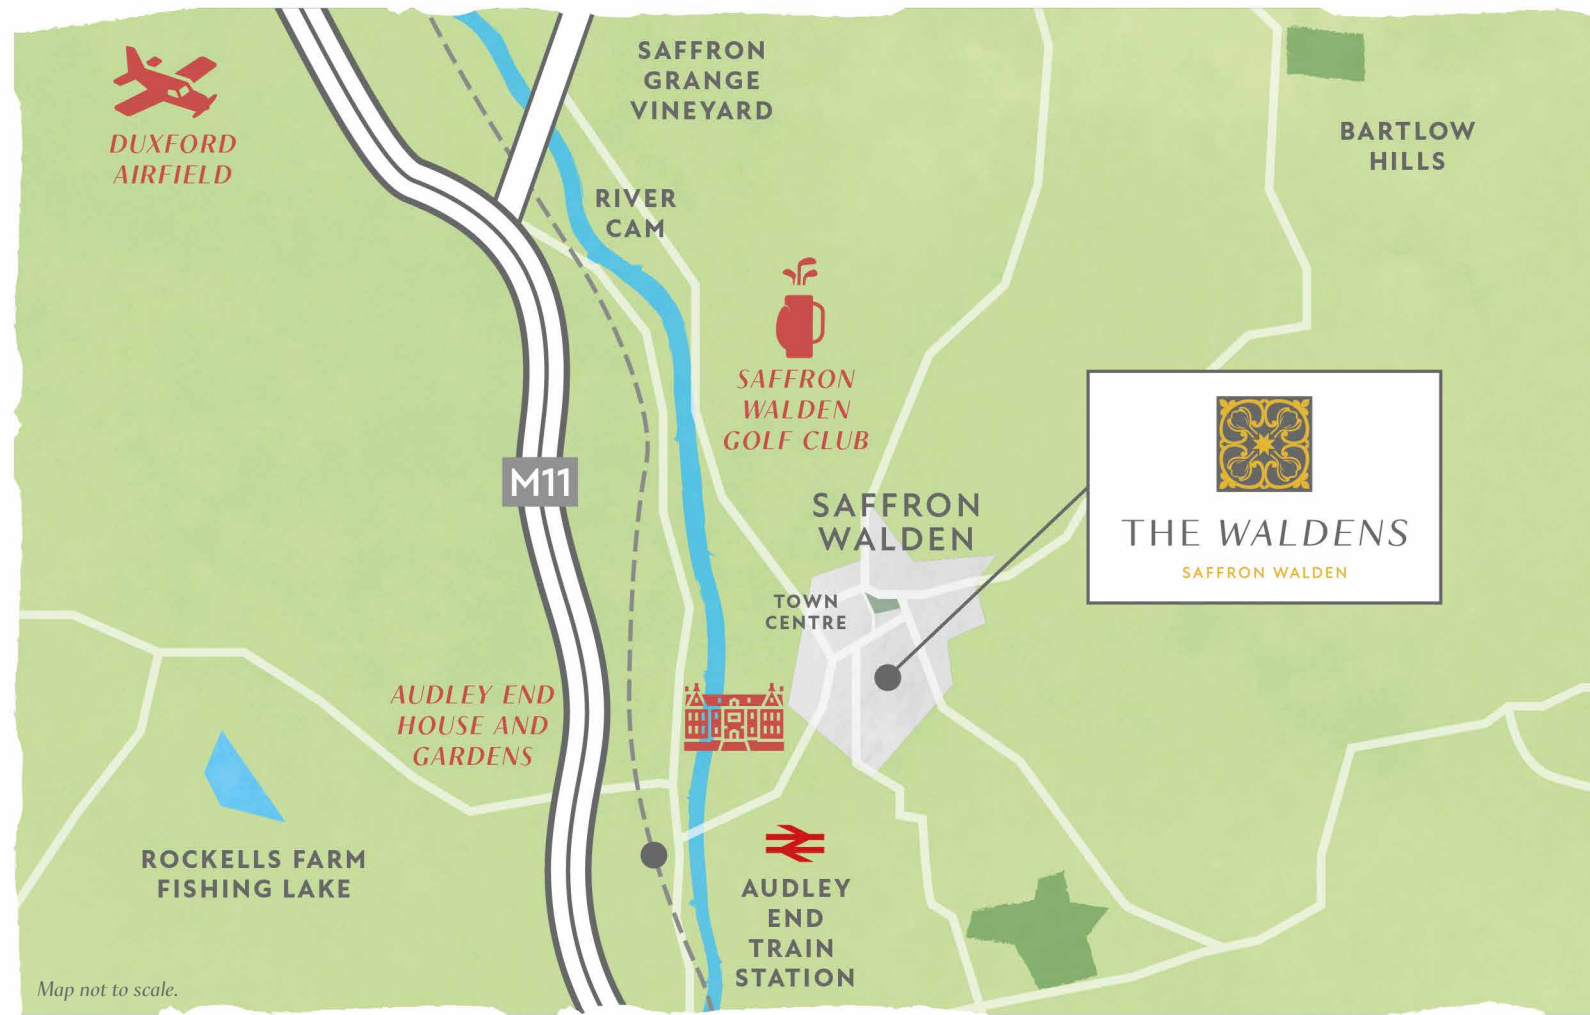 SAFFRON
GRANGE
VINEYARD
DUXFORD
AIRFIELD
BARTLOW
HILLS
RIVER
CAM
SAFFRON
WALDEN
GOLF CLUB
M11
SAFFRON
WALDEN
THE WALDENS
SAFFRON WALDEN
TOWN
CENTRE
AUDLEY END
HOUSE AND
GARDENS
ROCKELLS FARM
FISHING LAKE
AUDLEY
END
TRAIN
STATION
Map not to scale.